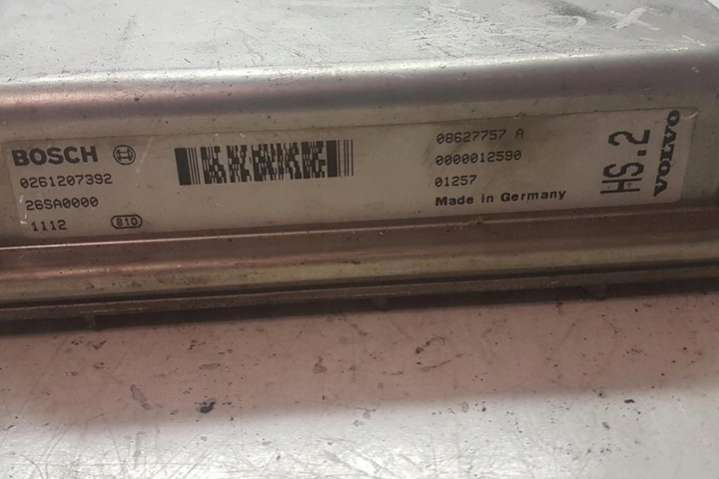 BOSCH
0261207392
26SA0000
1112 810
08627757 A
0000012590
01257
Made in Germany
HS.2
VOLVO